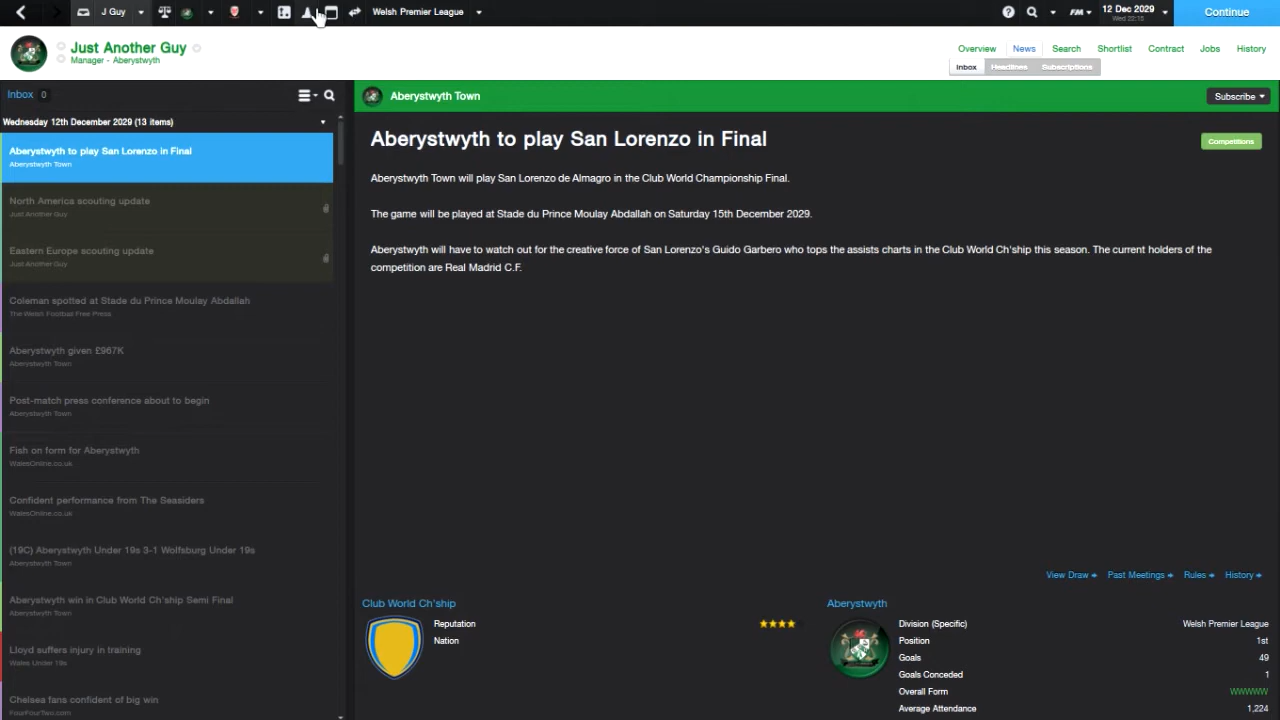 J Guy
Welsh Premier League
FM
12 Dec 2029
Wed 22:15
Continue
Just Another Guy
Manager - Aberystwyth
Overview
News
Search
Shortlist
Contract
Jobs
History
Inbox
Headlines
Subscriptions
Inbox 0
Wednesday 12th December 2029 (13 items)
Aberystwyth to play San Lorenzo in Final
Aberystwyth Town
North America scouting update
Just Another Guy
Eastern Europe scouting update
Just Another Guy
Coleman spotted at Stade du Prince Moulay Abdallah
The Welsh Football Free Press
Aberystwyth given £967K
Aberystwyth Town
Post-match press conference about to begin
Aberystwyth Town
Fish on form for Aberystwyth
WalesOnline.co.uk
Confident performance from The Seasiders
WalesOnline.co.uk
(19C) Aberystwyth Under 19s 3-1 Wolfsburg Under 19s
Aberystwyth Town
Aberystwyth win in Club World Ch'ship Semi Final
Aberystwyth Town
Lloyd suffers injury in training
Wales Under 19s
Chelsea fans confident of big win
FourFourTwo.com
Aberystwyth Town
Subscribe
Aberystwyth to play San Lorenzo in Final
Competitions
Aberystwyth Town will play San Lorenzo de Almagro in the Club World Championship Final.
The game will be played at Stade du Prince Moulay Abdallah on Saturday 15th December 2029.
Aberystwyth will have to watch out for the creative force of San Lorenzo's Guido Garbero who tops the assists charts in the Club World Ch'ship this season. The current holders of the
competition are Real Madrid C.F.
View Draw
Past Meetings
Rules
History
Club World Ch'ship
Reputation
Nation
Aberystwyth
Division (Specific) Welsh Premier League
Position 1st
Goals 49
Goals Conceded 1
Overall Form WWWWW
Average Attendance 1,224